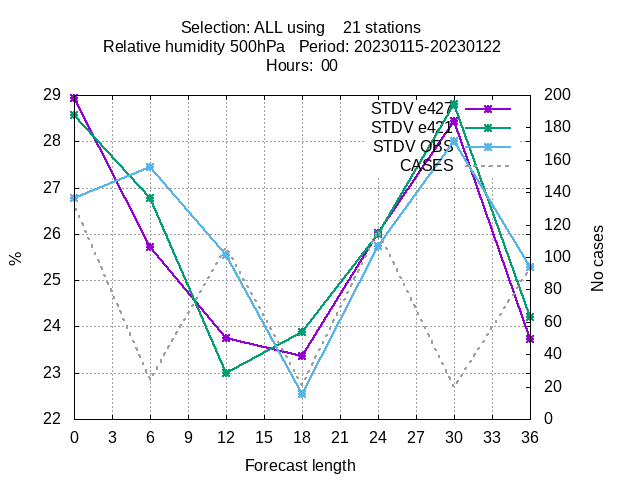 Selection: ALL using 21 stations
Relative humidity 500hPa Period: 20230115-20230122
Hours: 00
29
28
27
26
25
24
23
22
%
200
180
160
140
120
100
80
60
40
20
0
No cases
STDV e427
STDV e421
STDV OBS
CASES
0 3 6 9 12 15 18 21 24 27 30 33 36
Forecast length